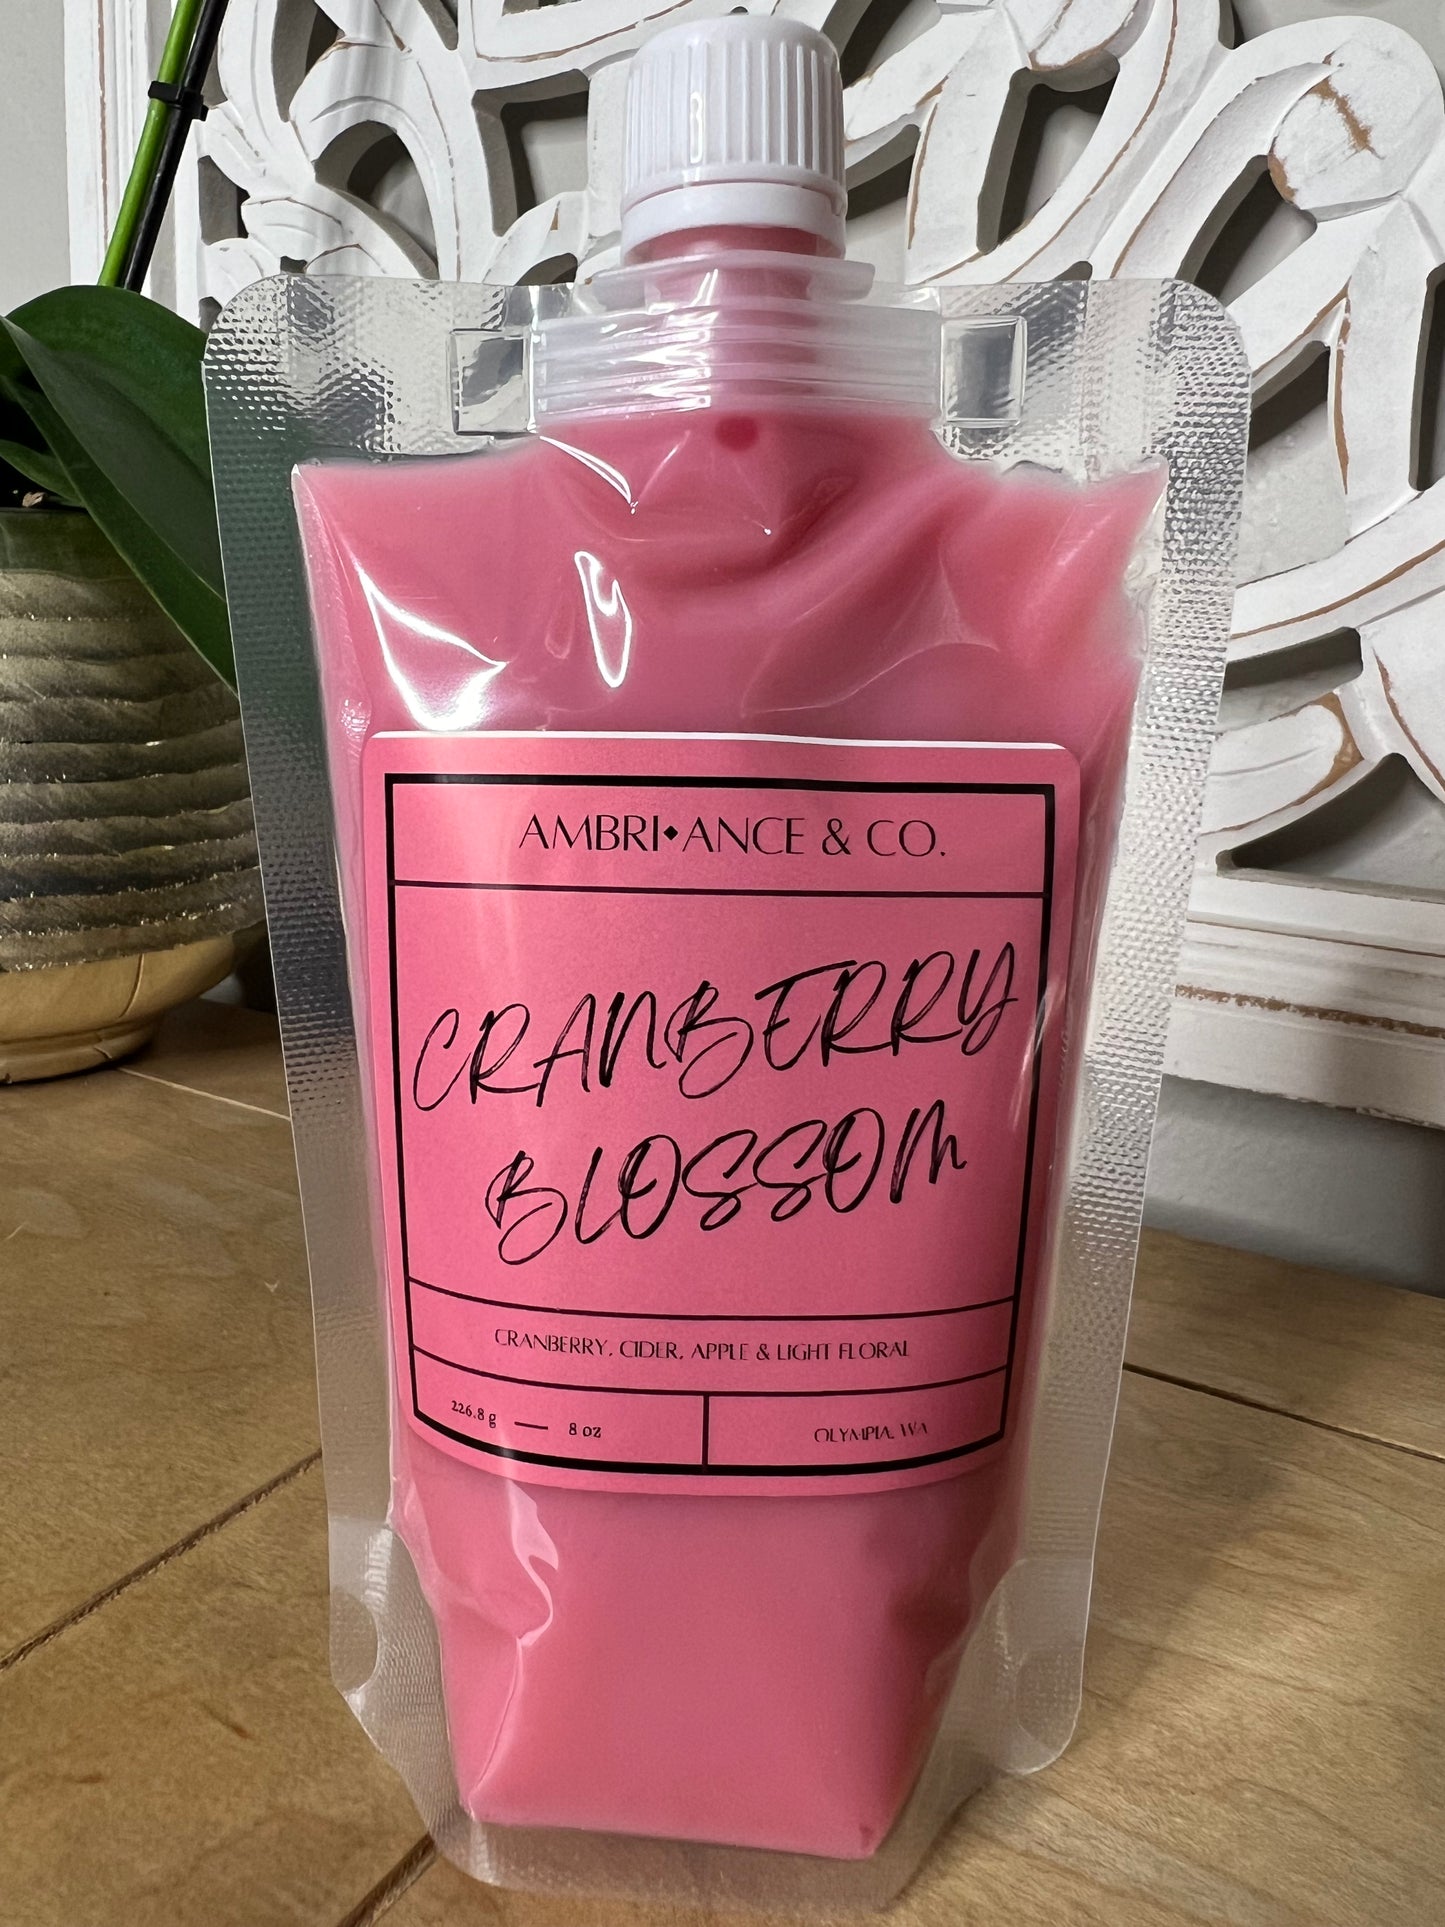 AMBRI◆ANCE & CO.
CRANBERRY
BLOSSOM
CRANBERRY, CIDER, APPLE & LIGHT FLORAL
226.8 g — 8 oz
OLYMPIA, WA